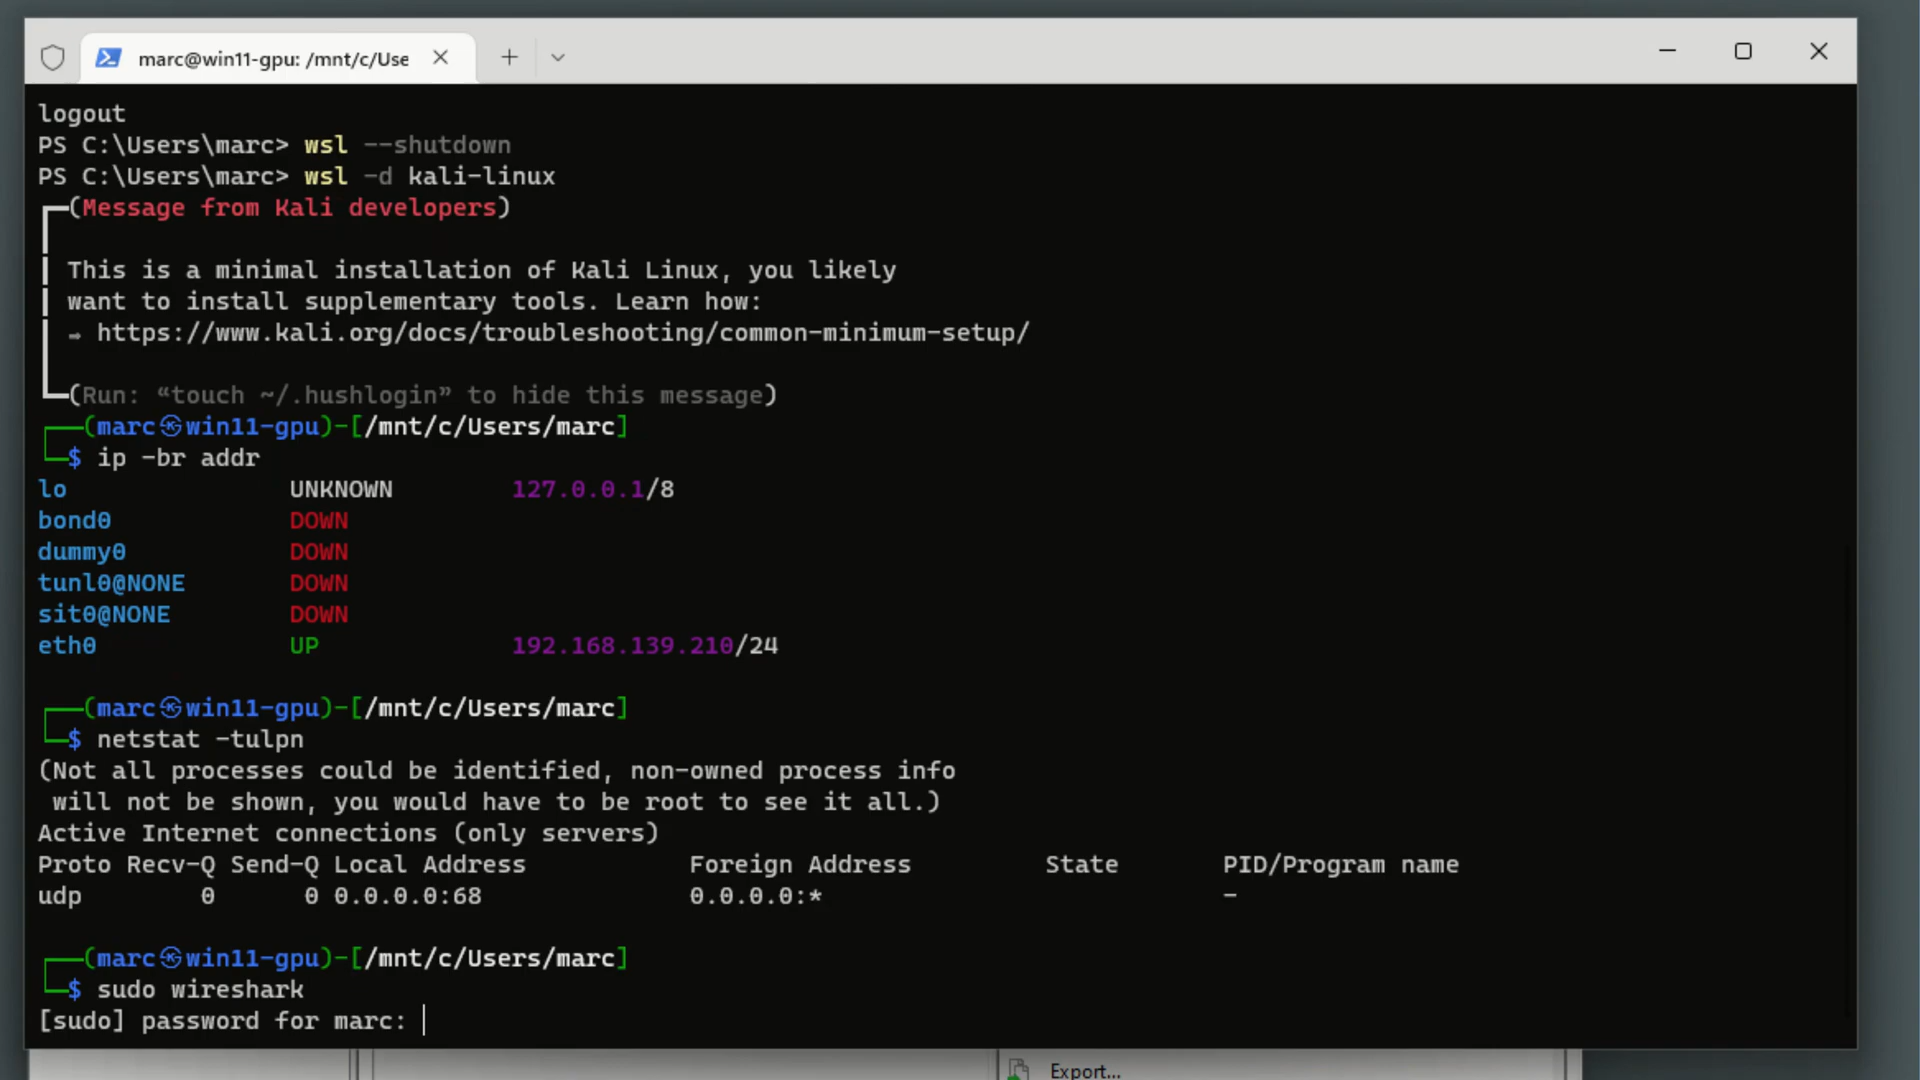 marc@win11-gpu: /mnt/c/Use
logout
PS C:\Users\marc> wsl --shutdown
PS C:\Users\marc> wsl -d kali-linux
(Message from Kali developers)
This is a minimal installation of Kali Linux, you likely
want to install supplementary tools. Learn how:
⇒ https://www.kali.org/docs/troubleshooting/common-minimum-setup/
(Run: “touch ~/.hushlogin” to hide this message)
┌──(marc㉿win11-gpu)-[/mnt/c/Users/marc]
└─$ ip -br addr
lo UNKNOWN 127.0.0.1/8
bond0 DOWN
dummy0 DOWN
tunl0@NONE DOWN
sit0@NONE DOWN
eth0 UP 192.168.139.210/24
┌──(marc㉿win11-gpu)-[/mnt/c/Users/marc]
└─$ netstat -tulpn
(Not all processes could be identified, non-owned process info
will not be shown, you would have to be root to see it all.)
Active Internet connections (only servers)
Proto Recv-Q Send-Q Local Address Foreign Address State PID/Program name
udp 0 0 0.0.0.0:68 0.0.0.0:* -
┌──(marc㉿win11-gpu)-[/mnt/c/Users/marc]
└─$ sudo wireshark
[sudo] password for marc:
Export...